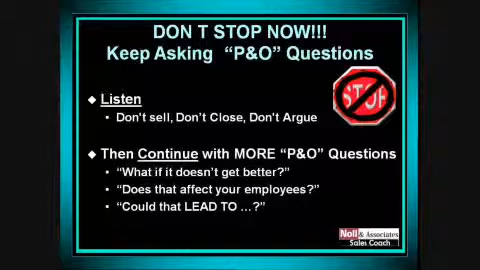 DON T STOP NOW!!!
Keep Asking “P&O” Questions
Listen
Don't sell, Don't Close, Don't Argue
STOP
Then Continue with MORE “P&O” Questions
“What if it doesn't get better?”
“Does that affect your employees?”
“Could that LEAD TO …?”
Noll & Associates
Sales Coach